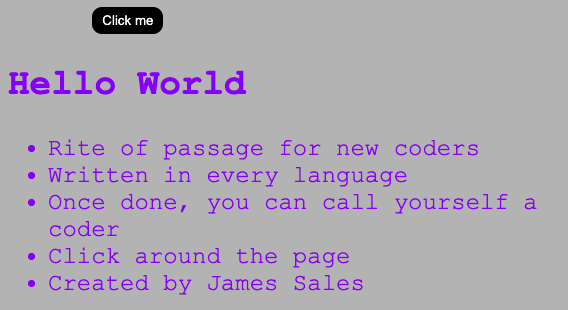 Click me
Hello World
Rite of passage for new coders
Written in every language
Once done, you can call yourself a
coder
Click around the page
Created by James Sales